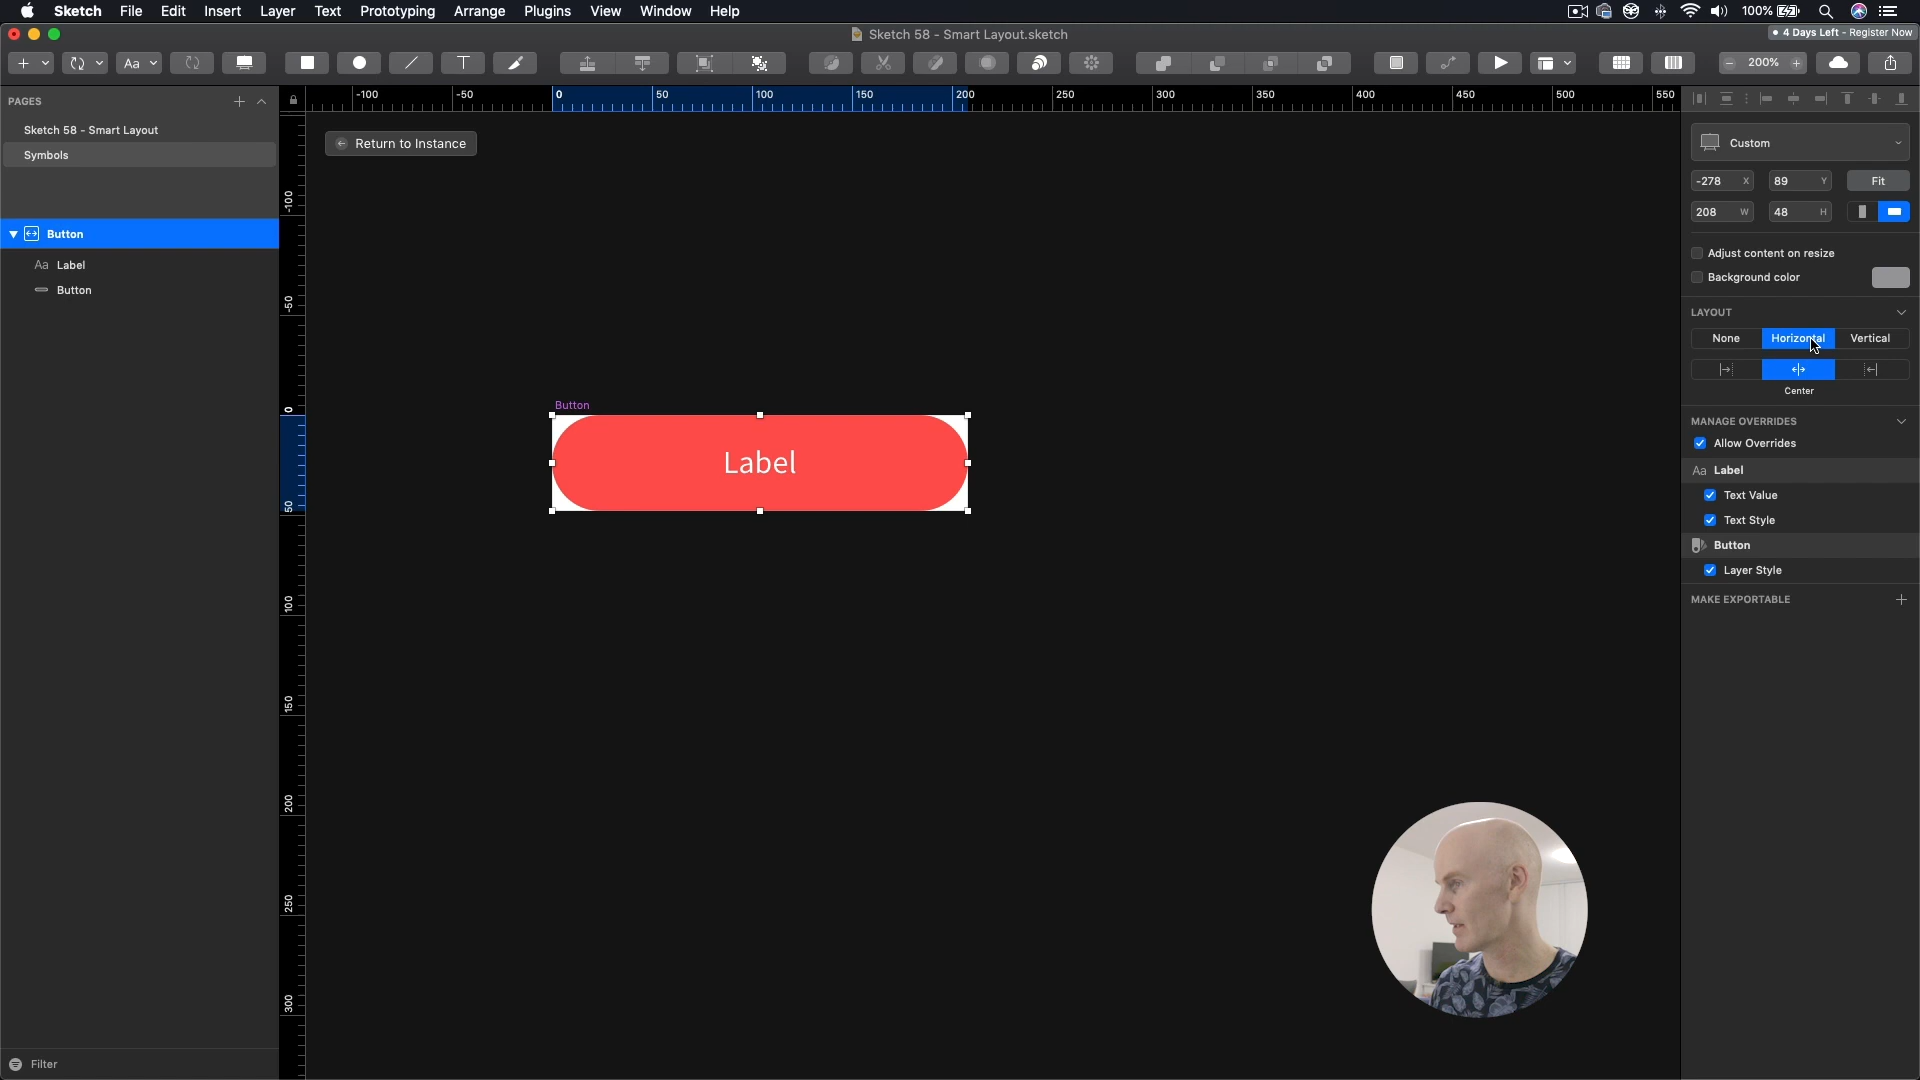 Sketch File Edit Insert Layer Text Prototyping Arrange Plugins View Window Help 100%
Sketch 58 - Smart Layout.sketch
4 Days Left - Register Now
Aa T 200%
PAGES
Sketch 58 - Smart Layout
Symbols
Button
Aa Label
Button
Filter
-100 -50 0 50 100 150 200 250 300 350 400 450 500 550
-100
-50
0
50
100
150
200
250
300
Return to Instance
Button
Label
Custom
-278 X 89 Y Fit
208 W 48 H
Adjust content on resize
Background color
LAYOUT
None Horizontal Vertical
Center
MANAGE OVERRIDES
Allow Overrides
Aa Label
Text Value
Text Style
Button
Layer Style
MAKE EXPORTABLE